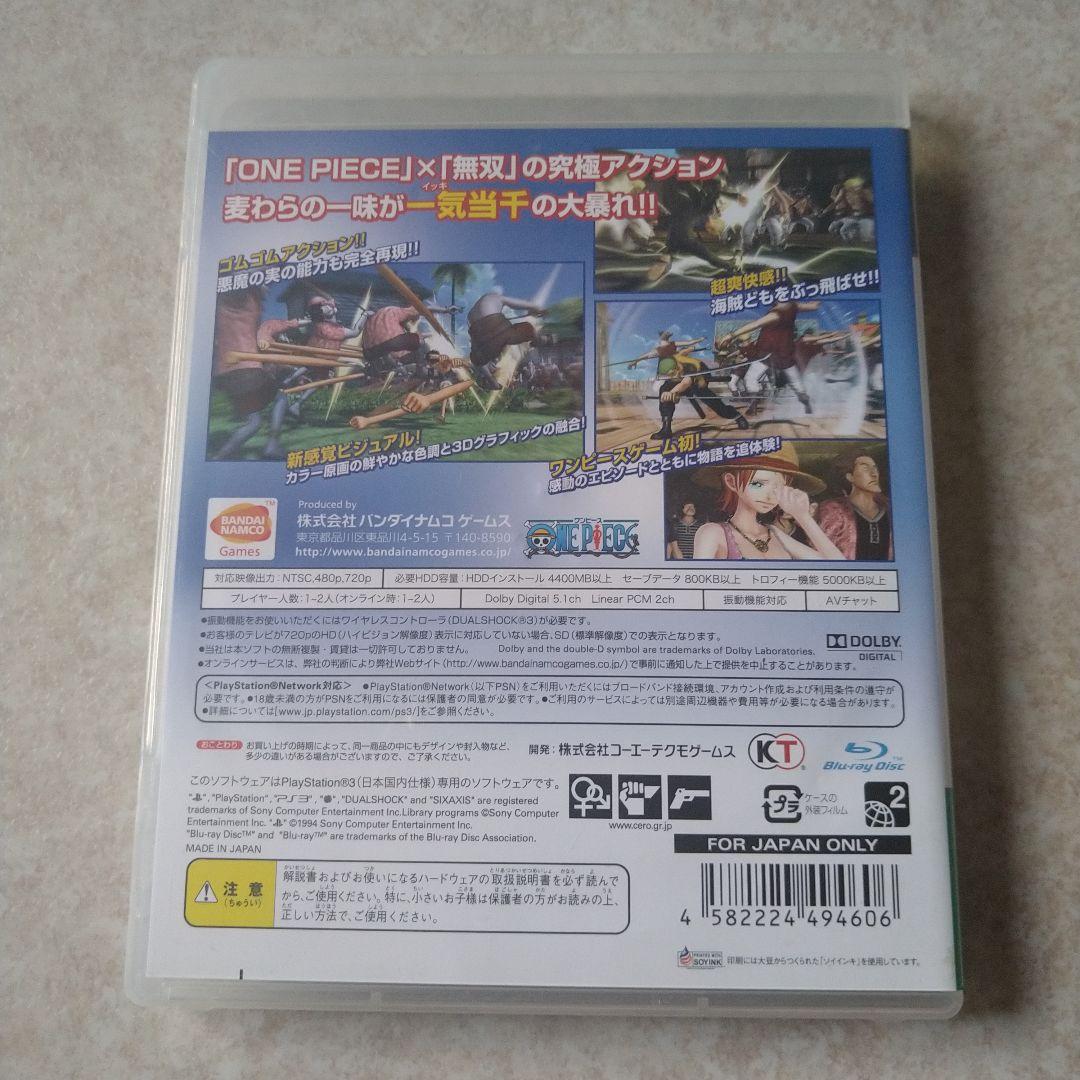 「ONE PIECE」×「無双」の究極アクション
イッキ
麦わらの一味が一気当千の大暴れ!!
ゴムゴムアクション!!
悪魔の実の能力も完全再現!!
超爽快感!!
海賊どもをぶっ飛ばせ!!
新感覚ビジュアル!
カラー原画の鮮やかな色調と3Dグラフィックの融合!
ワンピースゲーム初!
感動のエピソードとともに物語を追体験!
BANDAI NAMCO Games TM
Produced by
株式会社 バンダイナムコ ゲームス
東京都品川区東品川4-5-15 〒140-8590
http://www.bandainamcogames.co.jp/
ワンピース
ONE PIECE
対応映像出力:NTSC,480p,720p 必要HDD容量:HDDインストール 4400MB以上 セーブデータ 800KB以上 トロフィー機能 5000KB以上
プレイヤー人数:1~2人(オンライン時:1~2人) Dolby Digital 5.1ch Linear PCM 2ch 振動機能対応 AVチャット
●振動機能をお使いいただくにはワイヤレスコントローラ(DUALSHOCK®3)が必要です。
●お客様のテレビが720pのHD(ハイビジョン解像度)表示に対応していない場合、SD(標準解像度)での表示となります。
●当社は本ソフトの無断複製・賃貸は一切許可しておりません。 Dolby and the double-D symbol are trademarks of Dolby Laboratories.
●オンラインサービスは、弊社の判断により弊社Webサイト(http://www.bandainamcogames.co.jp/)で事前に通知した上で提供を中止することがあります。
DOLBY
DIGITAL
<PlayStation®Network対応> ●PlayStation®Network(以下PSN)をご利用いただくにはブロードバンド接続環境、アカウント作成および利用条件の遵守が
必要です。●18歳未満の方がPSNをご利用になるには保護者の同意が必要です。●ご利用のサービスによっては別途周辺機器や費用等が必要になる場合があります。
●詳細については[www.jp.playstation.com/ps3/]をご参照ください。
おことわり お買い上げの時期によって、同一商品の中にもデザインや封入物など、
多少の違いがある場合がございますので、ご了承ください。
開発:株式会社コーエーテクモゲームス
KT
Blu-ray Disc TM
このソフトウェアはPlayStation®3(日本国内仕様)専用のソフトウェアです。
"", "PlayStation", "PS3", "", "DUALSHOCK" and "SIXAXIS" are registered
trademarks of Sony Computer Entertainment Inc. Library programs ©Sony Computer
Entertainment Inc. "" ©1994 Sony Computer Entertainment Inc.
"Blu-ray Disc™" and "Blu-ray™" are trademarks of the Blu-ray Disc Association.
MADE IN JAPAN
www.cero.gr.jp
プラ
ケースの
外装フィルム
2
FOR JAPAN ONLY
注意
(ちゅうい)
解説書およびお使いになるハードウェアの取扱説明書を必ず読んで
から、ご使用ください。特に、小さいお子様は保護者の方がお読みの上、
正しい方法で、ご使用ください。
4 582224 494606
PRINTED WITH
SOY INK
印刷には大豆からつくられた「ソイインキ」を使用しています。